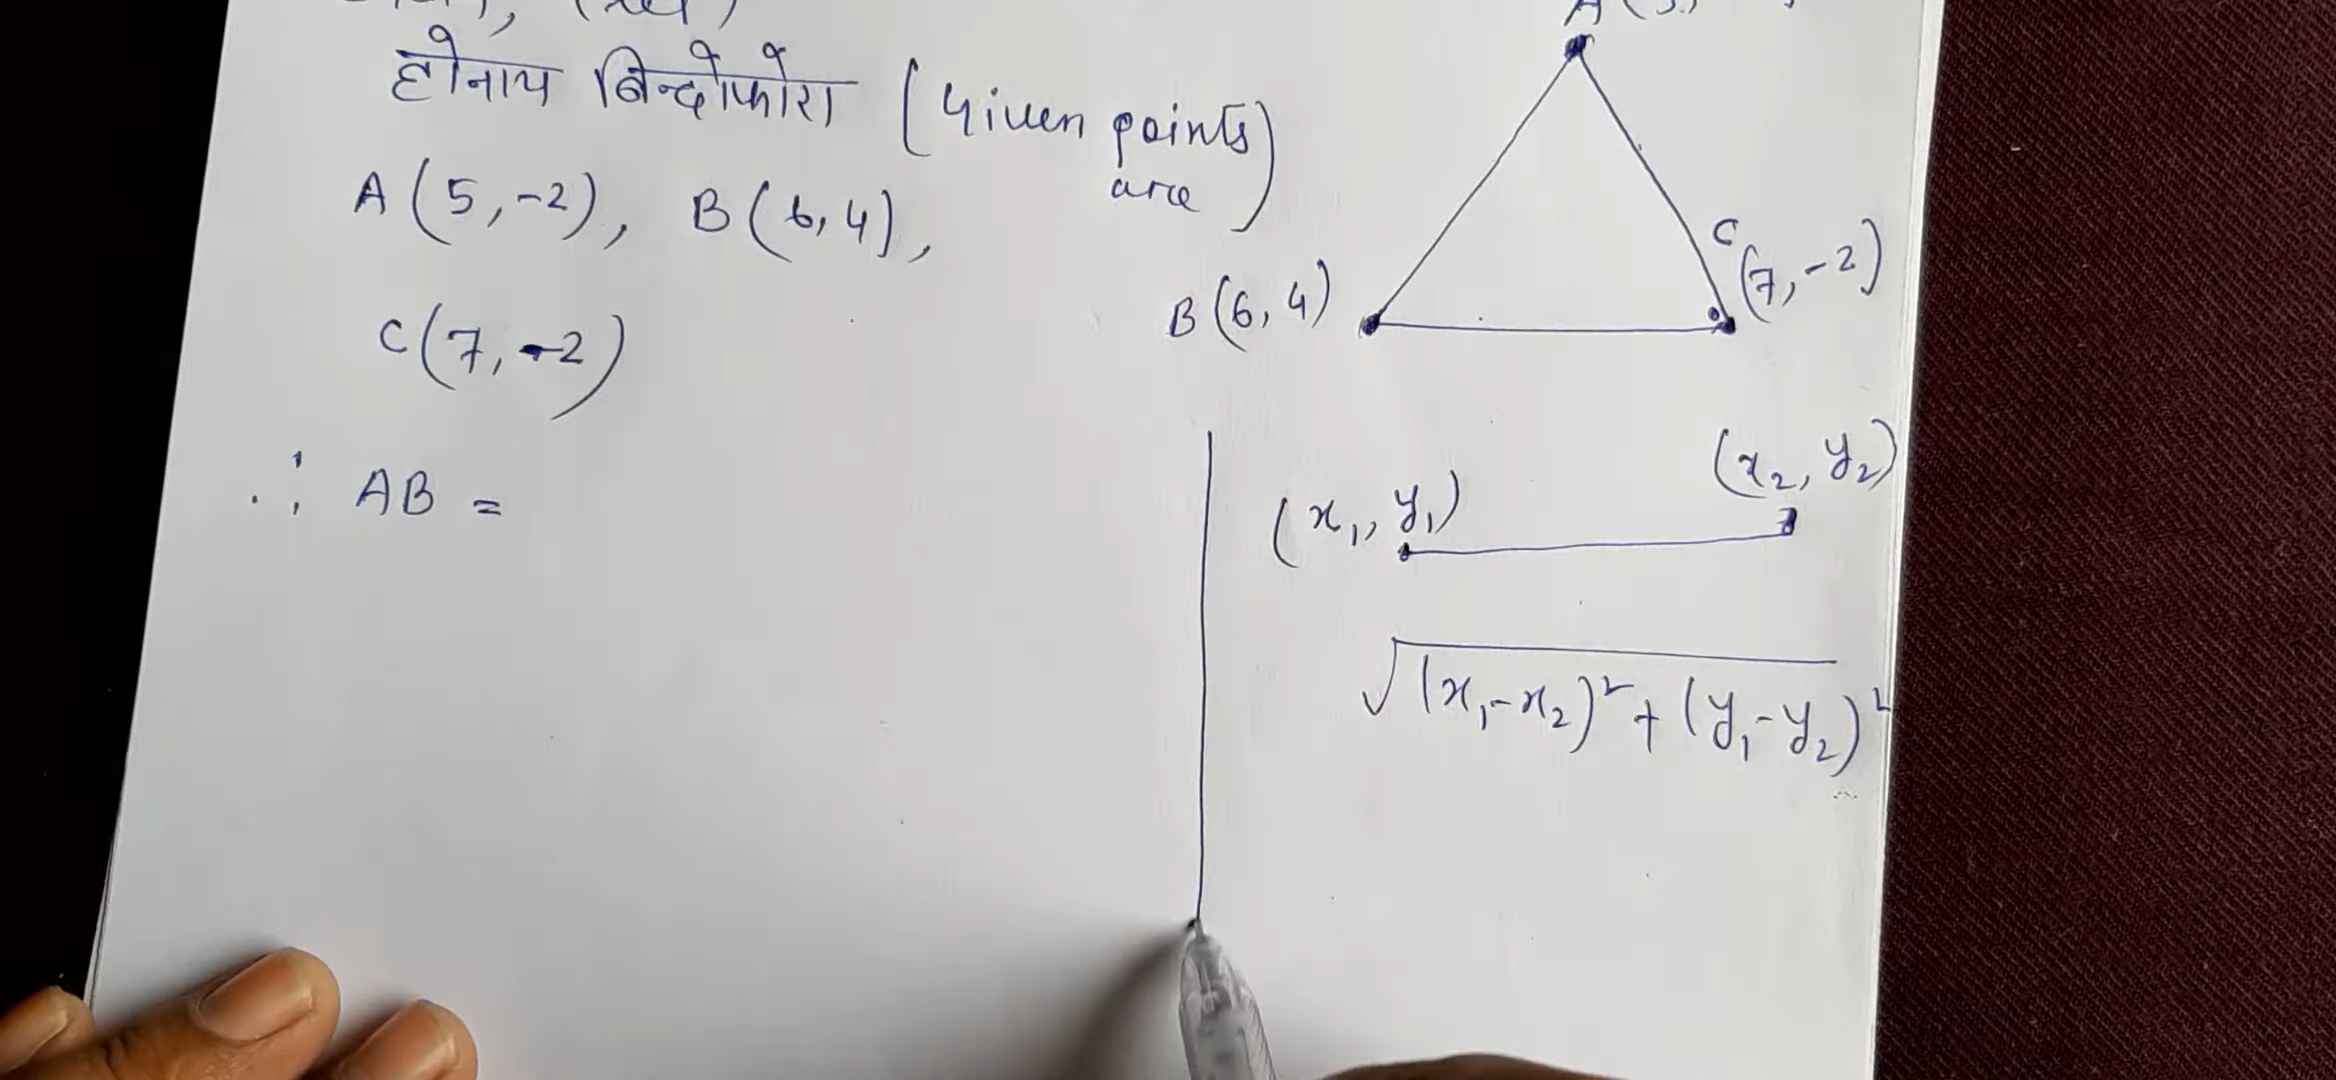 होनाय बिन्दोफोरा (Given points are)
A(5,-2), B(6,4),
C(7,-2)
∴ AB =
A
B(6,4)
C
(7,-2)
(x₁, y₁)
(x₂, y₂)
√(x₁-x₂)² + (y₁-y₂)²